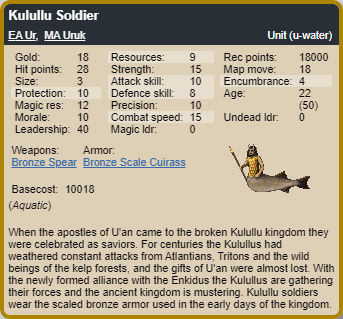 Kulullu Soldier
EA Ur, MA Uruk Unit (u-water)
Gold: 18 Resources: 9 Rec points: 18000
Hit points: 28 Strength: 15 Map move: 18
Size: 3 Attack skill: 10 Encumbrance: 4
Protection: 10 Defence skill: 8 Age: 22
Magic res: 12 Precision: 10 (50)
Morale: 10 Combat speed: 15 Undead ldr: 0
Leadership: 40 Magic ldr: 0
Weapons: Armor:
Bronze Spear Bronze Scale Cuirass
Basecost: 10018
(Aquatic)
When the apostles of U'an came to the broken Kulullu kingdom they
were celebrated as saviors. For centuries the Kulullus had
weathered constant attacks from Atlantians, Tritons and the wild
beings of the kelp forests, and the gifts of U'an were almost lost. With
the newly formed alliance with the Enkidus the Kulullus are gathering
their forces and the ancient kingdom is mustering. Kulullu soldiers
wear the scaled bronze armor used in the early days of the kingdom.